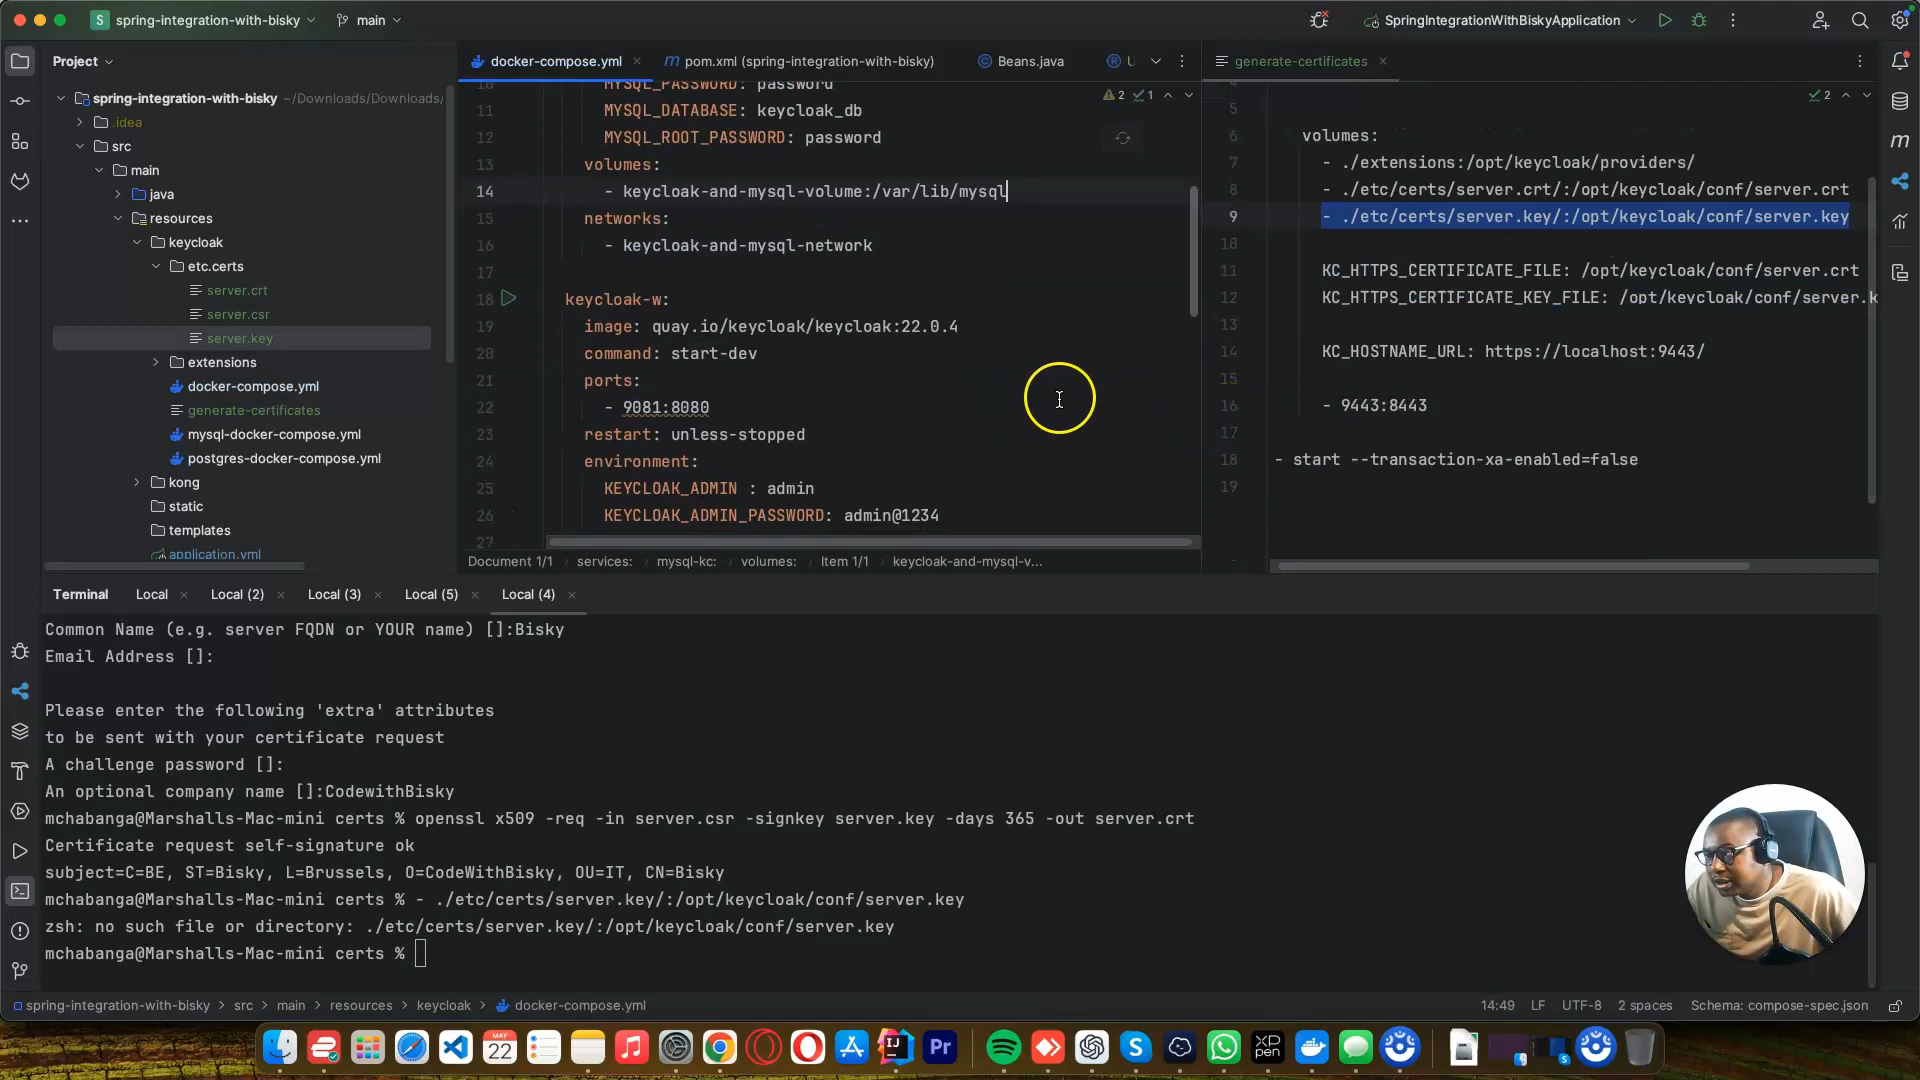 S spring-integration-with-bisky main SpringIntegrationWithBiskyApplication
Project
docker-compose.yml pom.xml (spring-integration-with-bisky) Beans.java generate-certificates
spring-integration-with-bisky ~/Downloads/Downloads/
.idea
src
main
java
resources
keycloak
etc.certs
server.crt
server.csr
server.key
extensions
docker-compose.yml
generate-certificates
mysql-docker-compose.yml
postgres-docker-compose.yml
kong
static
templates
application.yml
10 MYSQL_PASSWORD: password
11 MYSQL_DATABASE: keycloak_db
12 MYSQL_ROOT_PASSWORD: password
13 volumes:
14 - keycloak-and-mysql-volume:/var/lib/mysql
15 networks:
16 - keycloak-and-mysql-network
17
18 keycloak-w:
19 image: quay.io/keycloak/keycloak:22.0.4
20 command: start-dev
21 ports:
22 - 9081:8080
23 restart: unless-stopped
24 environment:
25 KEYCLOAK_ADMIN : admin
26 KEYCLOAK_ADMIN_PASSWORD: admin@1234
27
2 1
Document 1/1 services: mysql-kc: volumes: Item 1/1 keycloak-and-mysql-v...
2
5
6 volumes:
7 - ./extensions:/opt/keycloak/providers/
8 - ./etc/certs/server.crt/:/opt/keycloak/conf/server.crt
9 - ./etc/certs/server.key/:/opt/keycloak/conf/server.key
10
11 KC_HTTPS_CERTIFICATE_FILE: /opt/keycloak/conf/server.crt
12 KC_HTTPS_CERTIFICATE_KEY_FILE: /opt/keycloak/conf/server.k
13
14 KC_HOSTNAME_URL: https://localhost:9443/
15
16 - 9443:8443
17
18 - start --transaction-xa-enabled=false
19
Terminal Local Local (2) Local (3) Local (5) Local (4)
Common Name (e.g. server FQDN or YOUR name) []:Bisky
Email Address []:
Please enter the following 'extra' attributes
to be sent with your certificate request
A challenge password []:
An optional company name []:CodewithBisky
mchabanga@Marshalls-Mac-mini certs % openssl x509 -req -in server.csr -signkey server.key -days 365 -out server.crt
Certificate request self-signature ok
subject=C=BE, ST=Bisky, L=Brussels, O=CodeWithBisky, OU=IT, CN=Bisky
mchabanga@Marshalls-Mac-mini certs % - ./etc/certs/server.key/:/opt/keycloak/conf/server.key
zsh: no such file or directory: ./etc/certs/server.key/:/opt/keycloak/conf/server.key
mchabanga@Marshalls-Mac-mini certs %
spring-integration-with-bisky src main resources keycloak docker-compose.yml 14:49 LF UTF-8 2 spaces Schema: compose-spec.json
MAY
22
IJ
Pr
S
XP
PEN